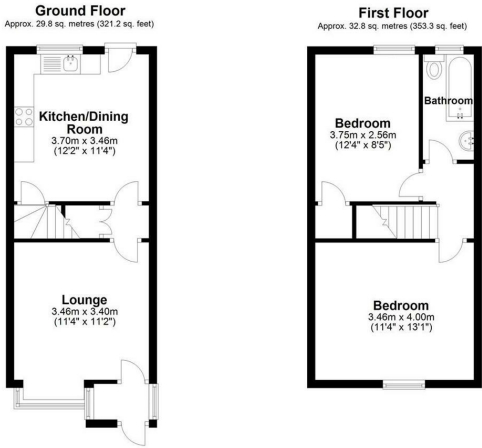 Ground Floor
Approx. 29.8 sq. metres (321.2 sq. feet)
Kitchen/Dining
Room
3.70m x 3.46m
(12'2" x 11'4")
Lounge
3.46m x 3.40m
(11'4" x 11'2")
First Floor
Approx. 32.8 sq. metres (353.3 sq. feet)
Bathroom
Bedroom
3.75m x 2.56m
(12'4" x 8'5")
Bedroom
3.46m x 4.00m
(11'4" x 13'1")